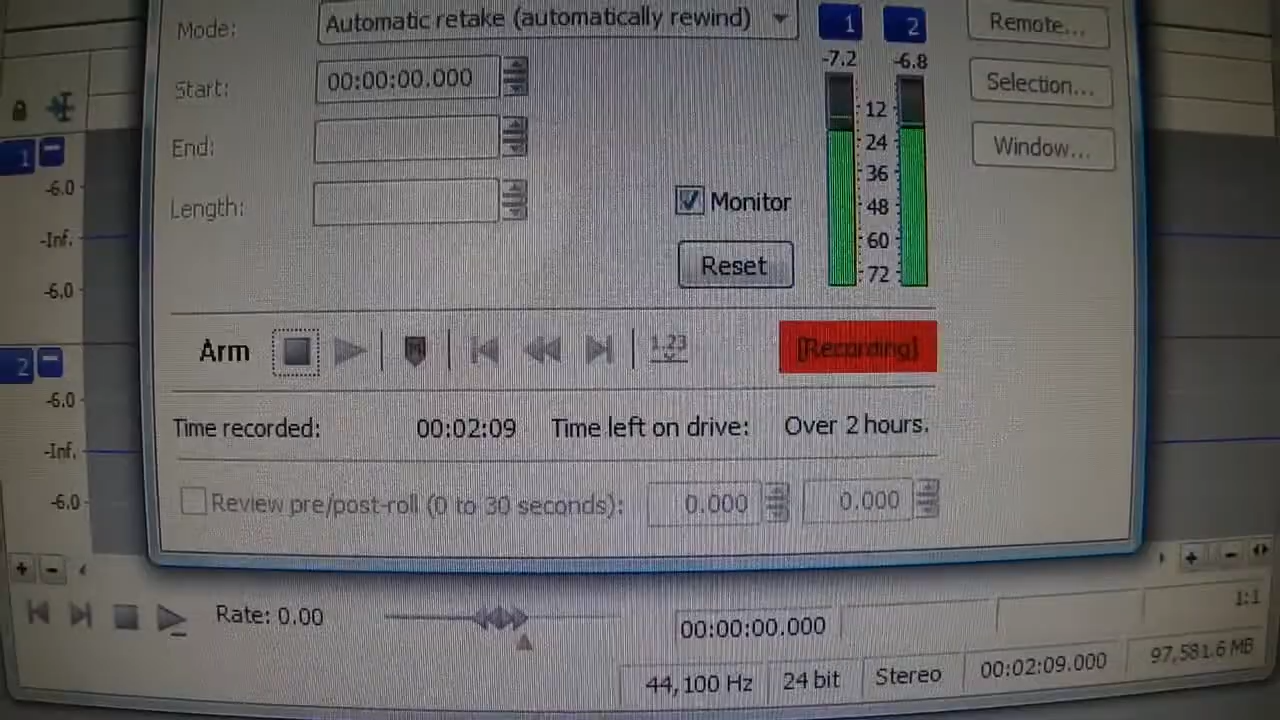 Mode: Automatic retake (automatically rewind) 1 2 Remote...
-7.2 -6.8
Start: 00:00:00.000 Selection...
12
End: 24 Window...
1
36
-6.0 Length: Monitor 48
-Inf. 60
Reset 72
-6.0
Arm 1.23 [Recording]
2
-6.0 Time recorded: 00:02:09 Time left on drive: Over 2 hours.
-Inf.
-6.0 Review pre/post-roll (0 to 30 seconds): 0.000 0.000
Rate: 0.00 00:00:00.000 1:1
44,100 Hz 24 bit Stereo 00:02:09.000 97,581.6 MB